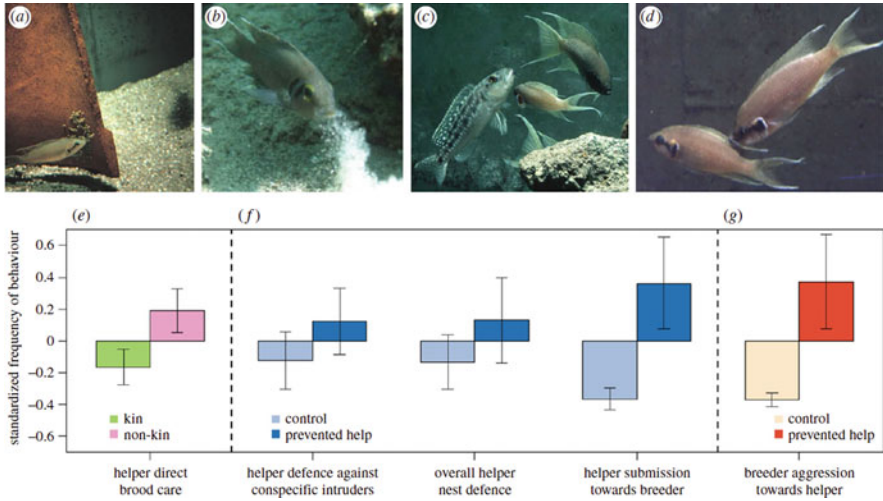 (a)
(b)
(c)
(d)
(e)
(f)
(g)
standardized frequency of behaviour
0.6
0.4
0.2
0
−0.2
−0.4
−0.6
kin
non-kin
control
prevented help
control
prevented help
helper direct
brood care
helper defence against
conspecific intruders
overall helper
nest defence
helper submission
towards breeder
breeder aggression
towards helper